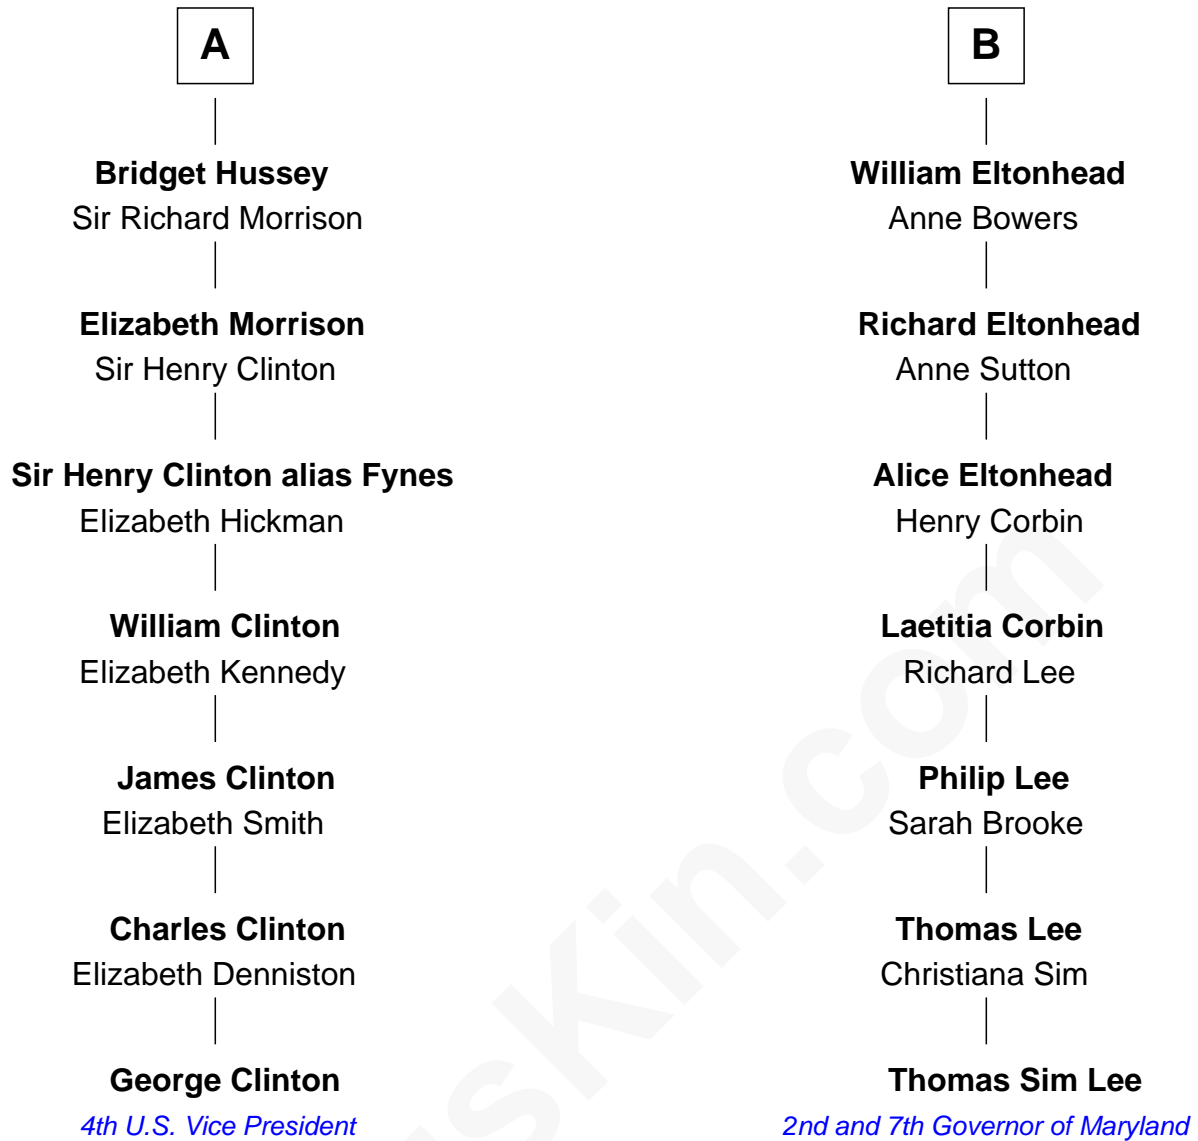 A
Bridget Hussey
Sir Richard Morrison
Elizabeth Morrison
Sir Henry Clinton
Sir Henry Clinton alias Fynes
Elizabeth Hickman
William Clinton
Elizabeth Kennedy
James Clinton
Elizabeth Smith
Charles Clinton
Elizabeth Denniston
George Clinton
4th U.S. Vice President
B
William Eltonhead
Anne Bowers
Richard Eltonhead
Anne Sutton
Alice Eltonhead
Henry Corbin
Laetitia Corbin
Richard Lee
Philip Lee
Sarah Brooke
Thomas Lee
Christiana Sim
Thomas Sim Lee
2nd and 7th Governor of Maryland